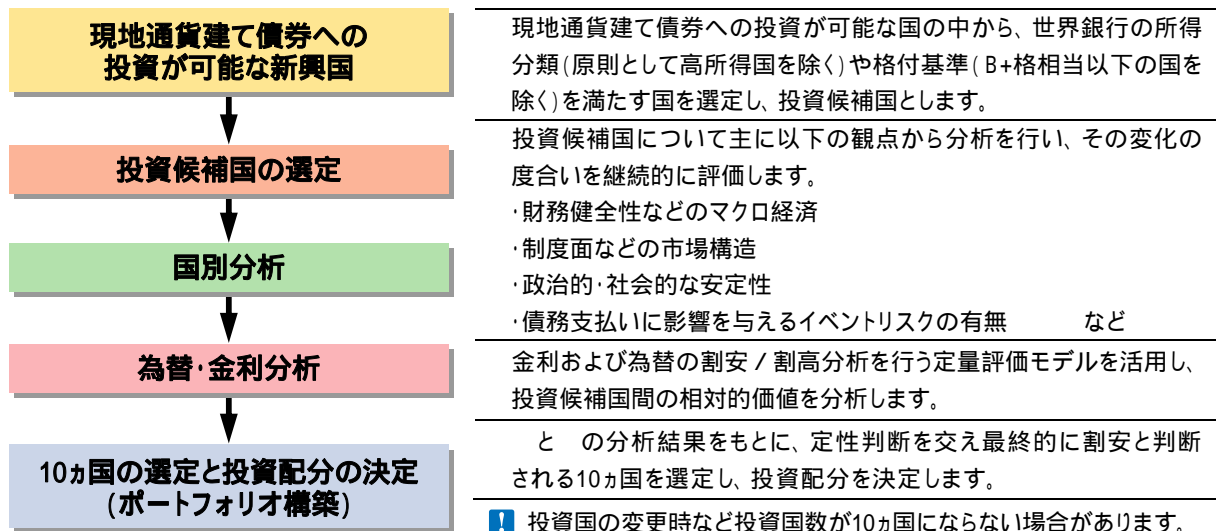 現地通貨建て債券への
投資が可能な新興国
投資候補国の選定
国別分析
為替・金利分析
10ヵ国の選定と投資配分の決定
(ポートフォリオ構築)
現地通貨建て債券への投資が可能な国の中から、世界銀行の所得
分類(原則として高所得国を除く)や格付基準(B+格相当以下の国を
除く)を満たす国を選定し、投資候補国とします。
投資候補国について主に以下の観点から分析を行い、その変化の
度合いを継続的に評価します。
・財務健全性などのマクロ経済
・制度面などの市場構造
・政治的・社会的な安定性
・債務支払いに影響を与えるイベントリスクの有無 など
金利および為替の割安/割高分析を行う定量評価モデルを活用し、
投資候補国間の相対的価値を分析します。
と の分析結果をもとに、定性判断を交え最終的に割安と判断
される10ヵ国を選定し、投資配分を決定します。
! 投資国の変更時など投資国数が10ヵ国にならない場合があります。